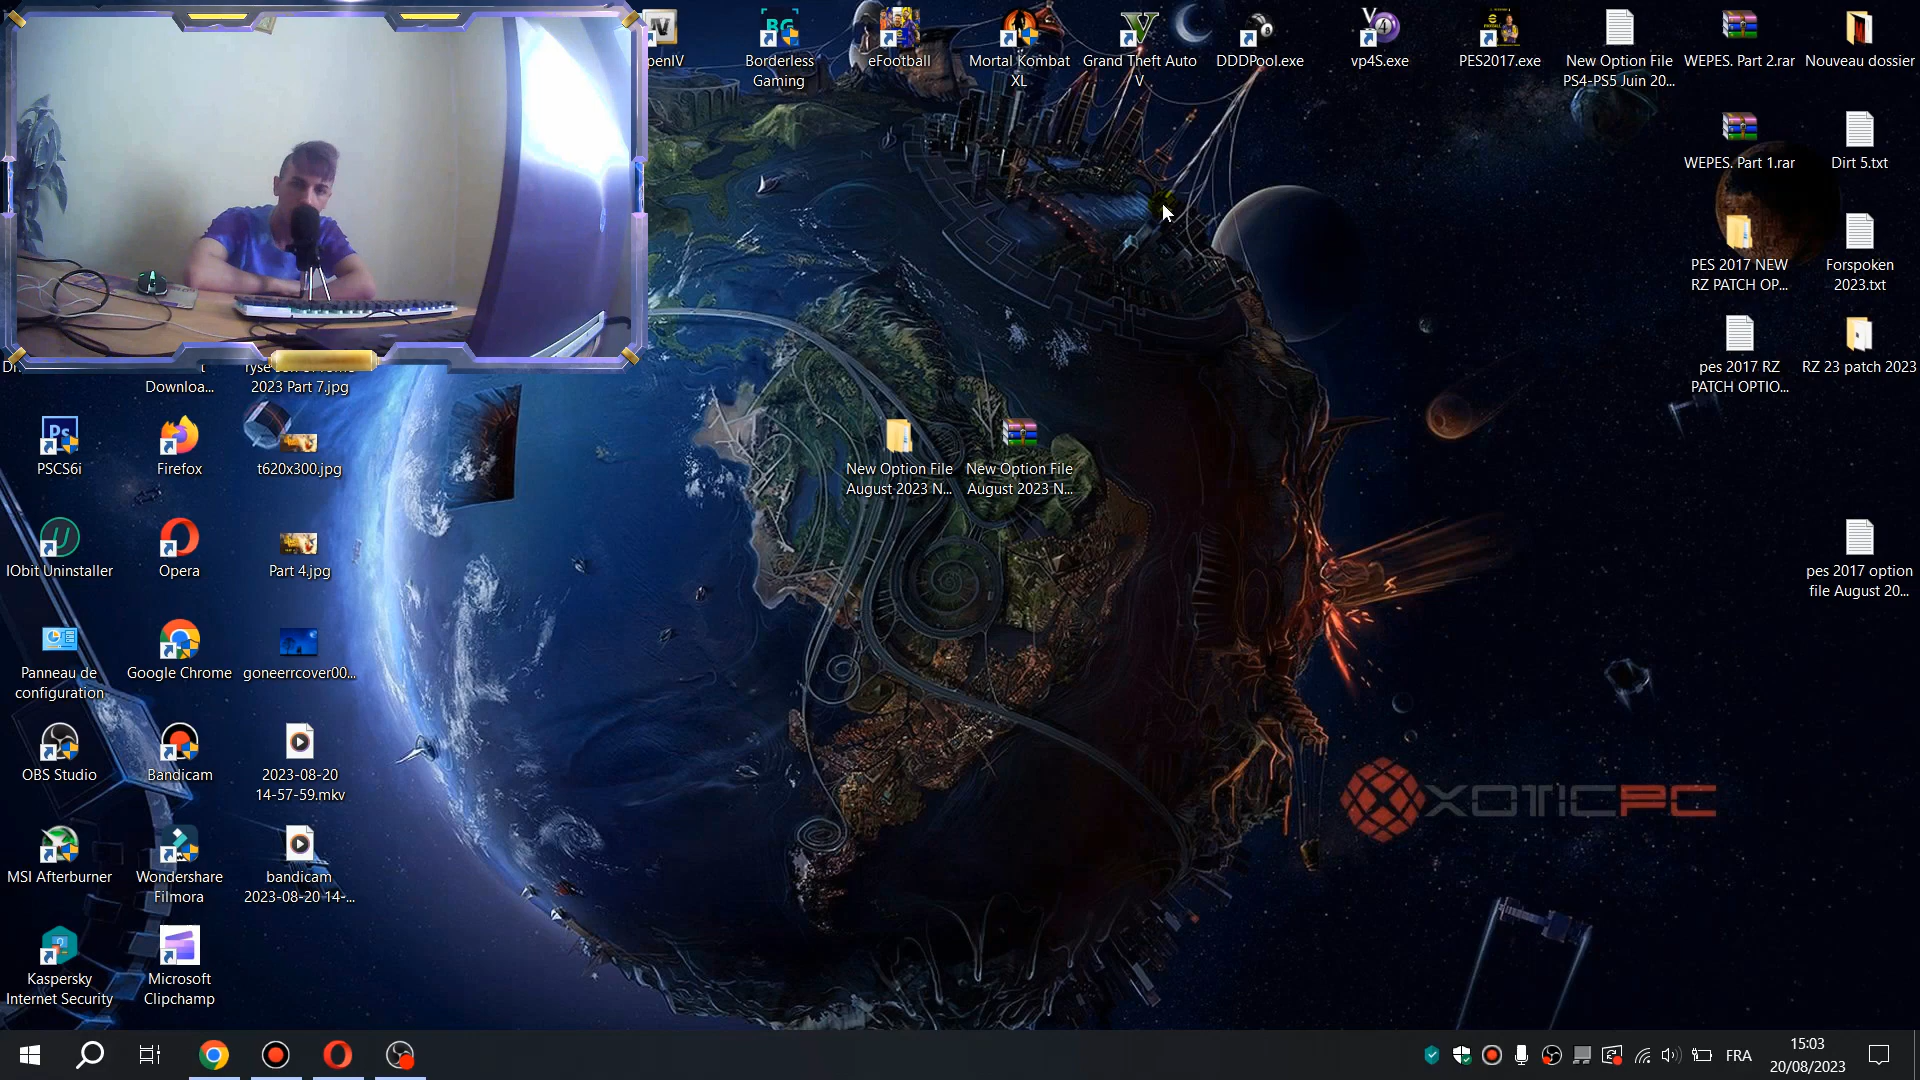 penIV
Borderless
Gaming
eFootball
Mortal Kombat
XL
Grand Theft Auto
V
DDDPool.exe
vp4S.exe
PES2017.exe
New Option File
PS4-PS5 Juin 20...
WEPES. Part 2.rar
Nouveau dossier
WEPES. Part 1.rar
Dirt 5.txt
PES 2017 NEW
RZ PATCH OP...
Forspoken
2023.txt
pes 2017 RZ
PATCH OPTIO...
RZ 23 patch 2023
t
Downloa...
2023 Part 7.jpg
PSCS6i
Firefox
t620x300.jpg
New Option File
August 2023 N...
New Option File
August 2023 N...
IObit Uninstaller
Opera
Part 4.jpg
pes 2017 option
file August 20...
Panneau de
configuration
Google Chrome
goneerrcover00...
OBS Studio
Bandicam
2023-08-20
14-57-59.mkv
XOTICPC
MSI Afterburner
Wondershare
Filmora
bandicam
2023-08-20 14-...
Kaspersky
Internet Security
Microsoft
Clipchamp
FRA
15:03
20/08/2023